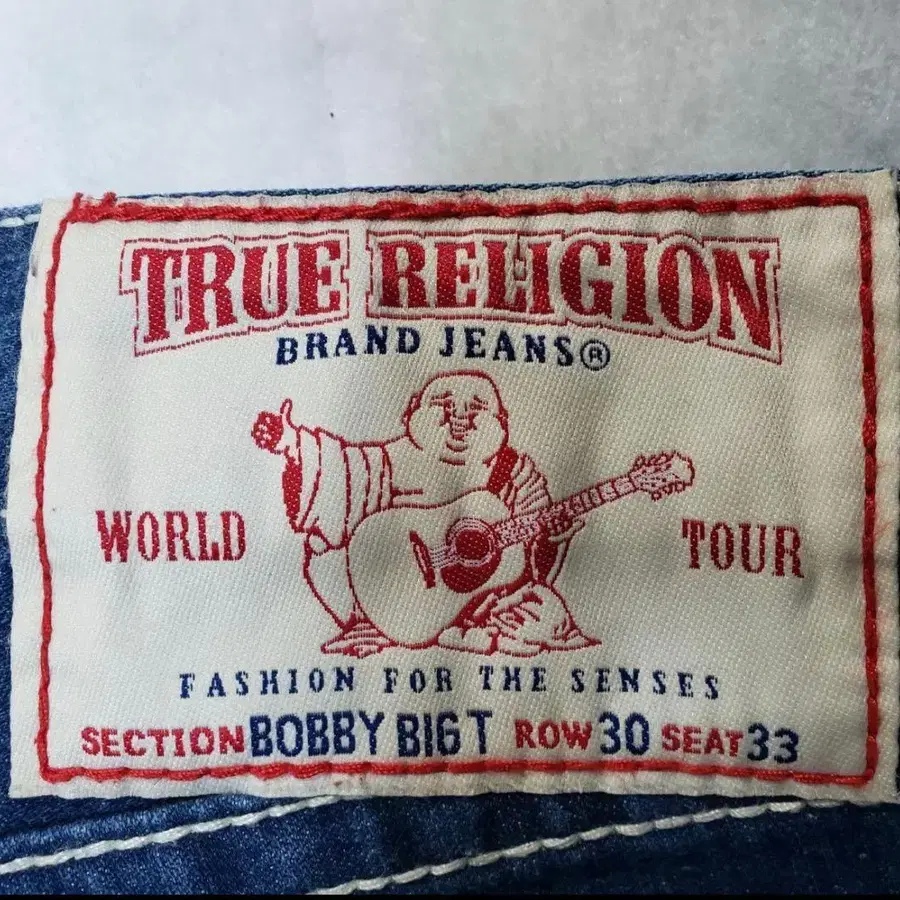 TRUE RELIGION
BRAND JEANS®
WORLD TOUR
FASHION FOR THE SENSES
SECTION BOBBY BIG T ROW 30 SEAT 33